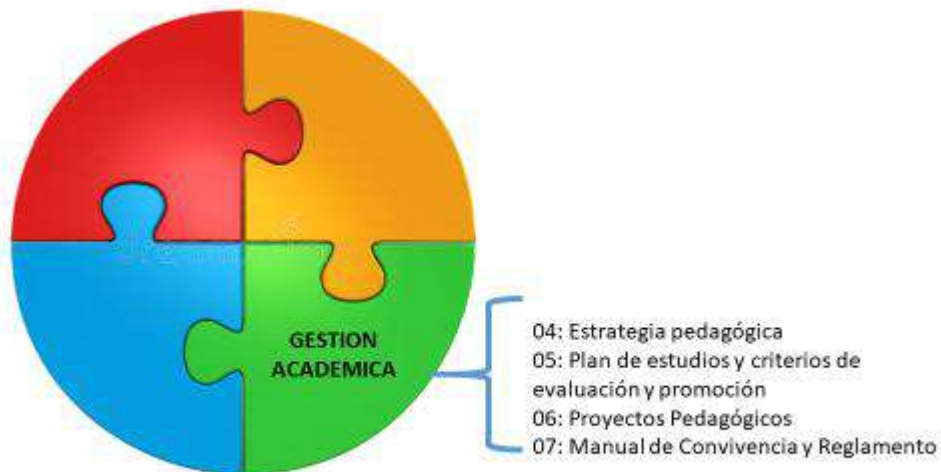 GESTION
ACADEMICA
04: Estrategia pedagógica
05: Plan de estudios y criterios de
evaluación y promoción
06: Proyectos Pedagógicos
07: Manual de Convivencia y Reglamento